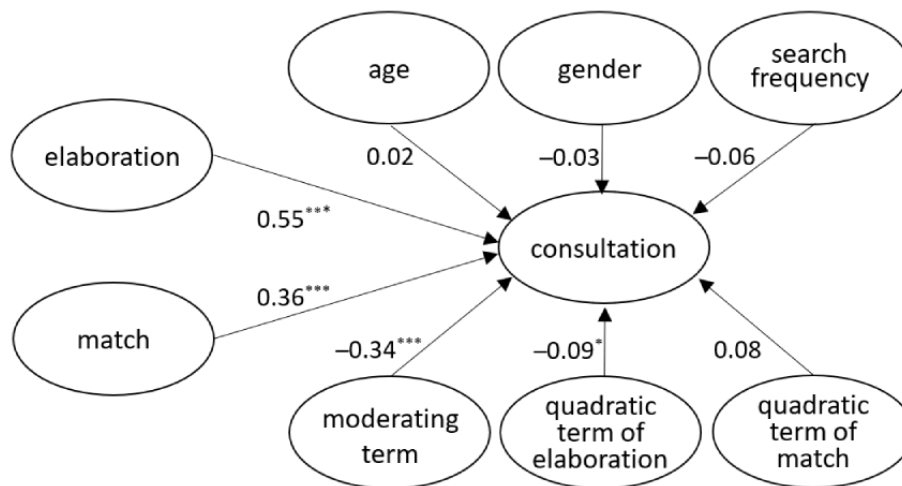 age
gender
search
frequency
elaboration
0.02
–0.03
–0.06
0.55***
consultation
match
0.36***
–0.34***
–0.09*
0.08
moderating
term
quadratic
term of
elaboration
quadratic
term of
match